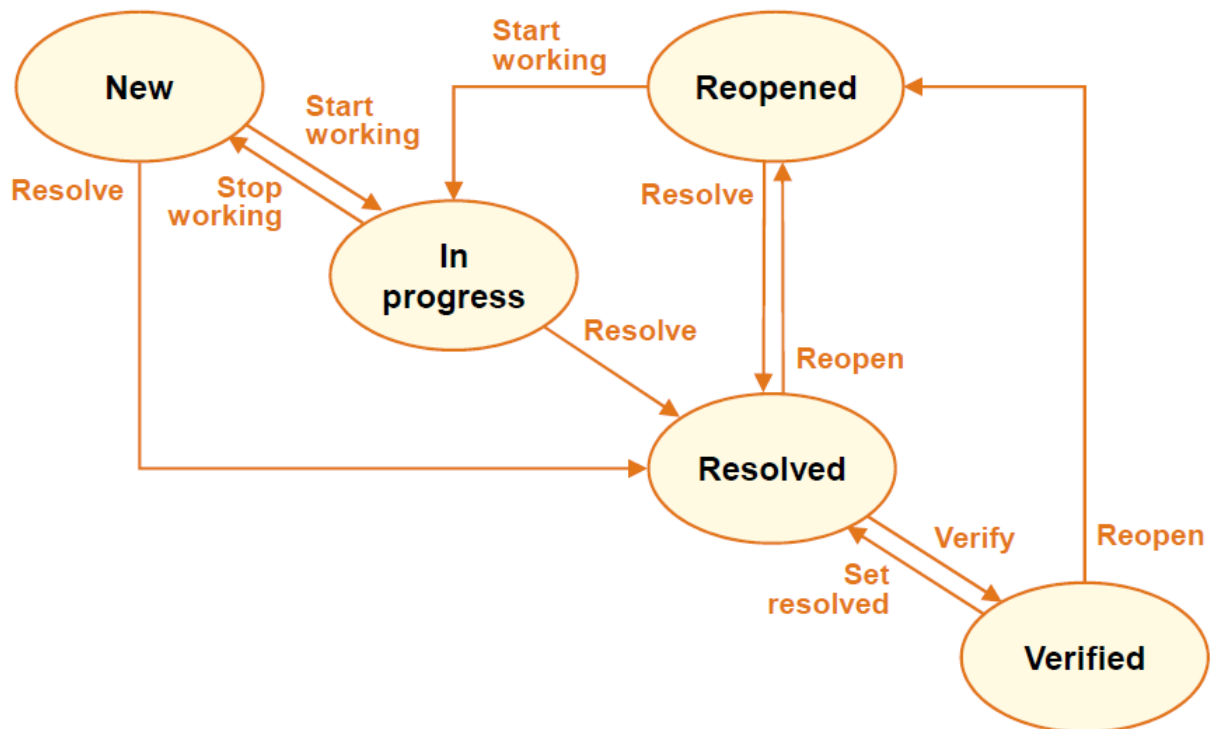 New
Start
working
Reopened
Start
working
Resolve
Stop
working
Resolve
In
progress
Resolve
Reopen
Resolved
Verify
Reopen
Set
resolved
Verified